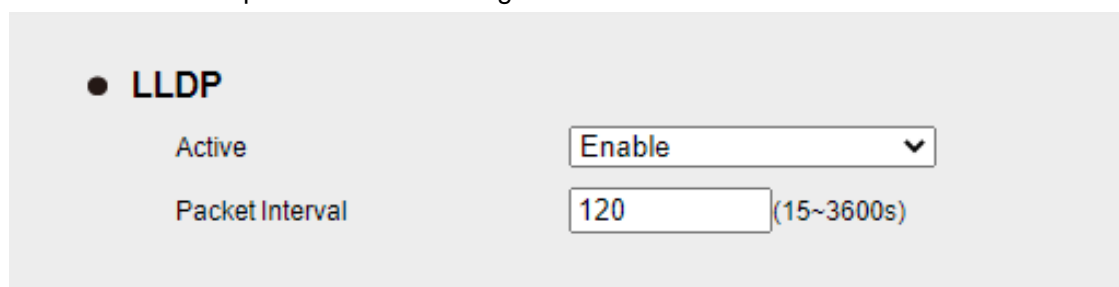 ● LLDP
Active Enable
Packet Interval 120 (15~3600s)